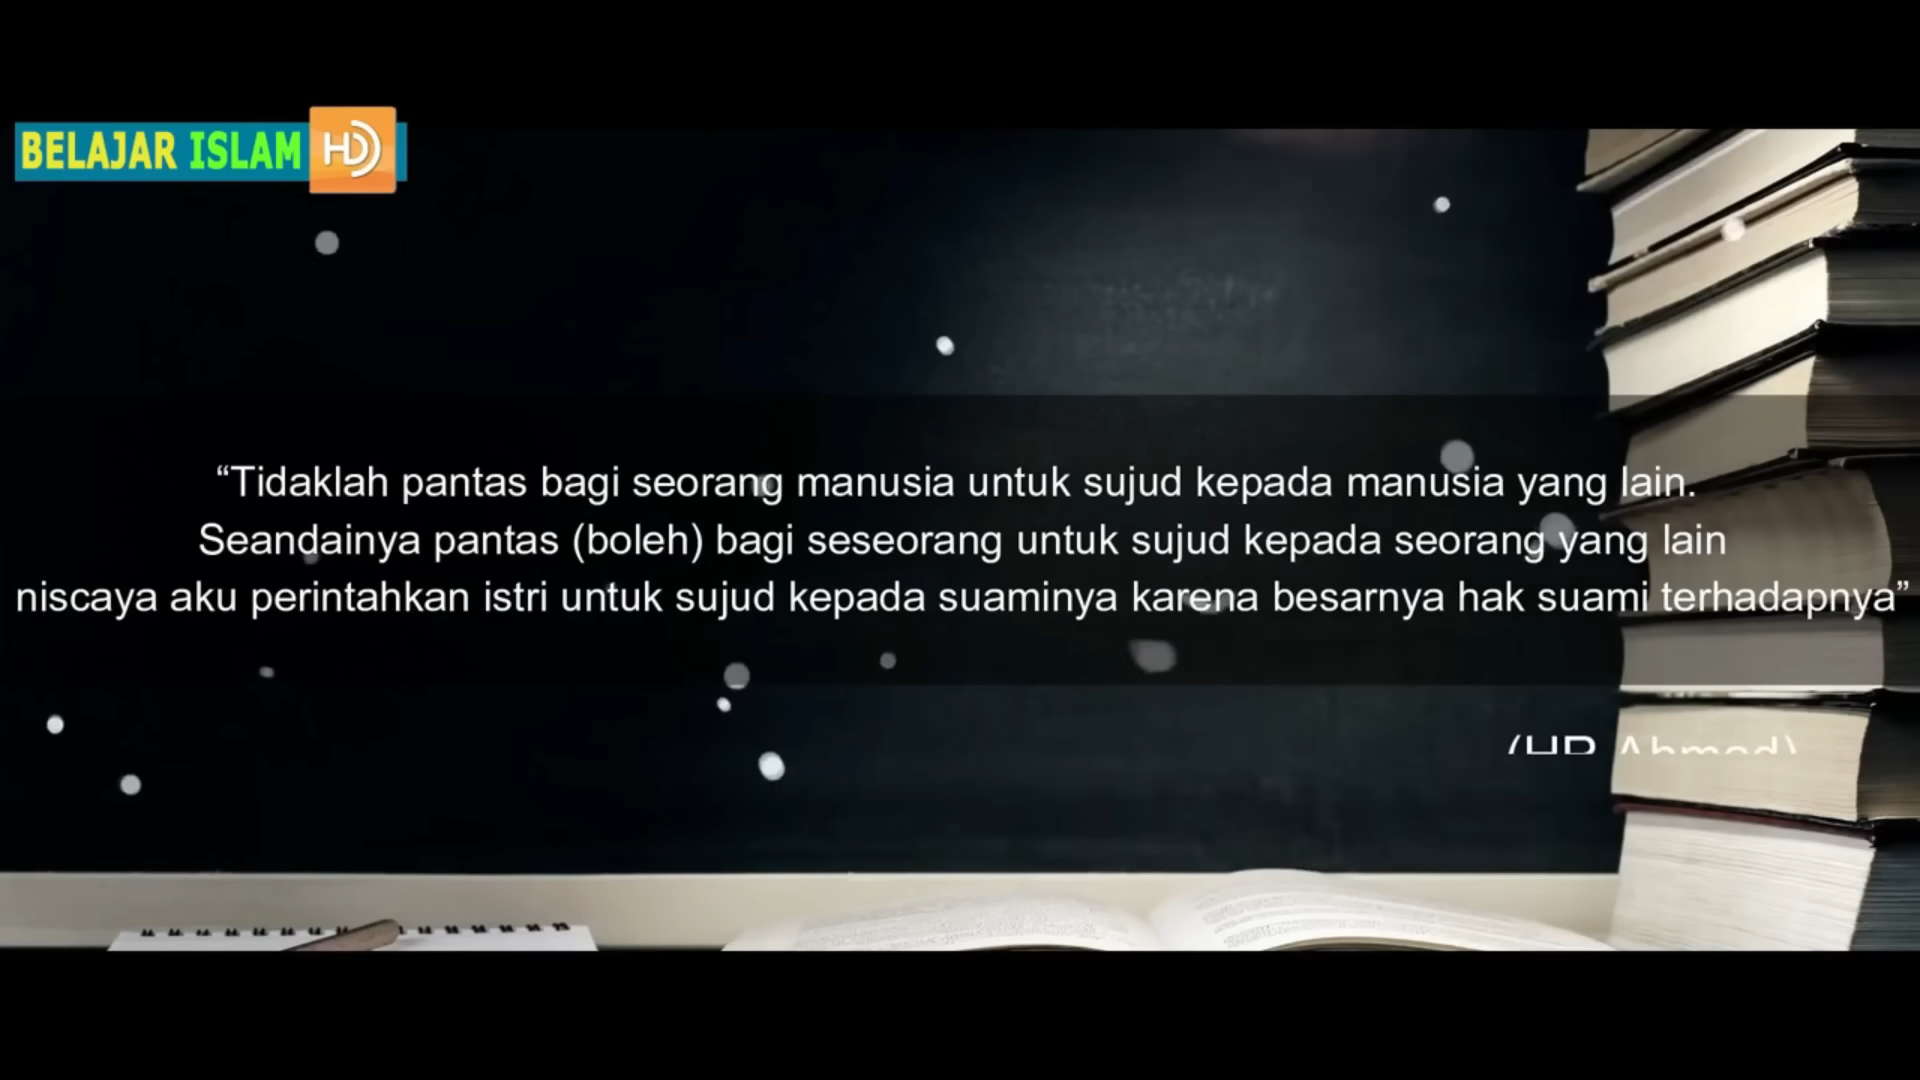 BELAJAR ISLAM HD
“Tidaklah pantas bagi seorang manusia untuk sujud kepada manusia yang lain.
Seandainya pantas (boleh) bagi seseorang untuk sujud kepada seorang yang lain
niscaya aku perintahkan istri untuk sujud kepada suaminya karena besarnya hak suami terhadapnya”
(HR Ahmad)